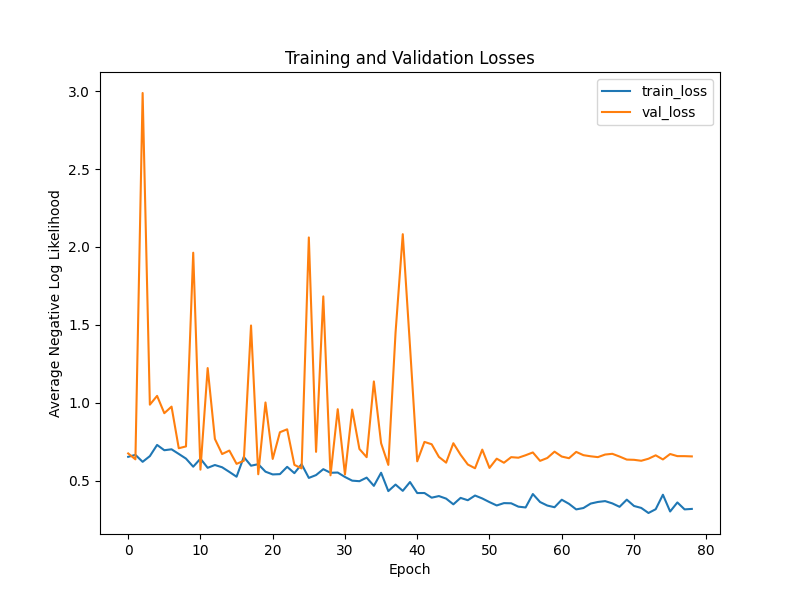 Training and Validation Losses
train_loss
val_loss
3.0
2.5
2.0
1.5
1.0
0.5
Average Negative Log Likelihood
0 10 20 30 40 50 60 70 80
Epoch